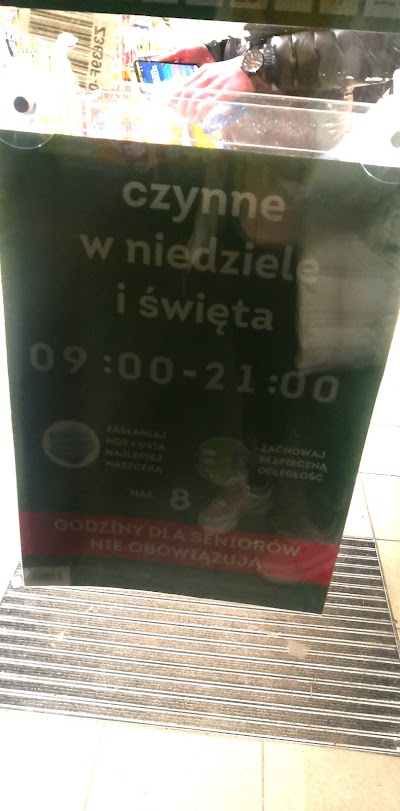 czynne
w niedziele
i święta
09:00-21:00
ZASŁANIAJ
NOS I USTA
NAJLEPIEJ
MASECZKĄ
ZACHOWAJ
BEZPIECZNĄ
ODLEGŁOŚĆ
MAX. 8
GODZINY DLA SENIORÓW
NIE OBOWIĄZUJĄ